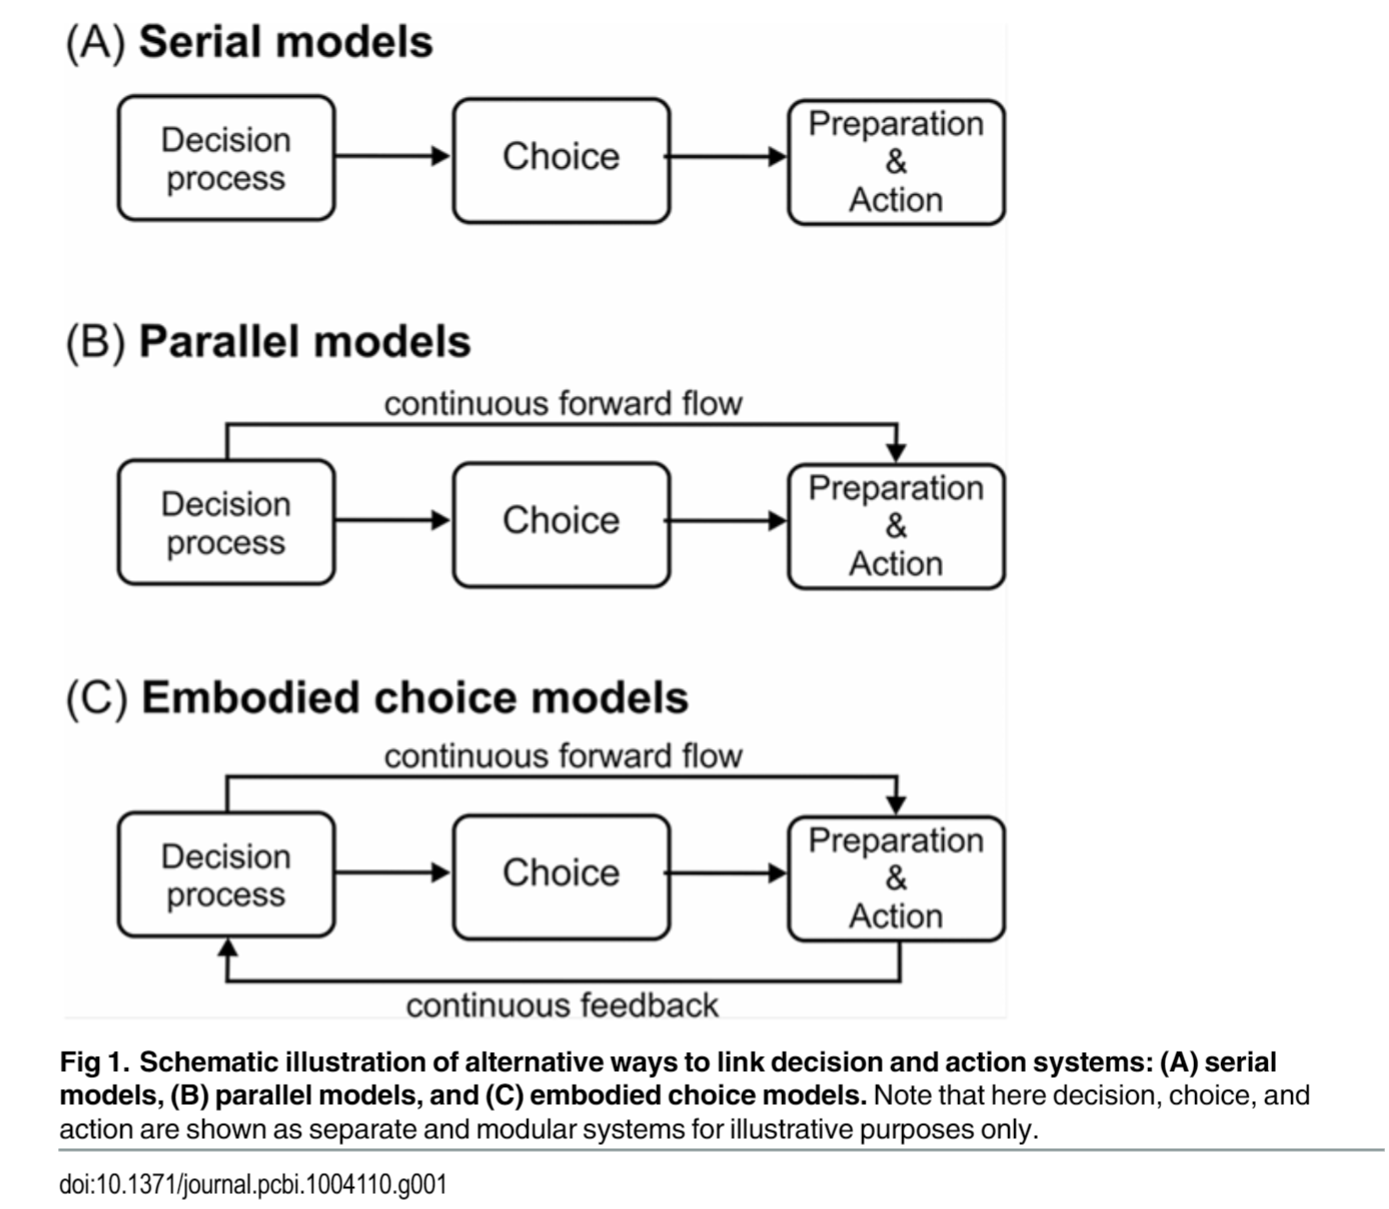 (A) Serial models
Decision
process
Choice
Preparation
&
Action
(B) Parallel models
continuous forward flow
Decision
process
Choice
Preparation
&
Action
(C) Embodied choice models
continuous forward flow
Decision
process
Choice
Preparation
&
Action
continuous feedback
Fig 1. Schematic illustration of alternative ways to link decision and action systems: (A) serial
models, (B) parallel models, and (C) embodied choice models. Note that here decision, choice, and
action are shown as separate and modular systems for illustrative purposes only.
doi:10.1371/journal.pcbi.1004110.g001